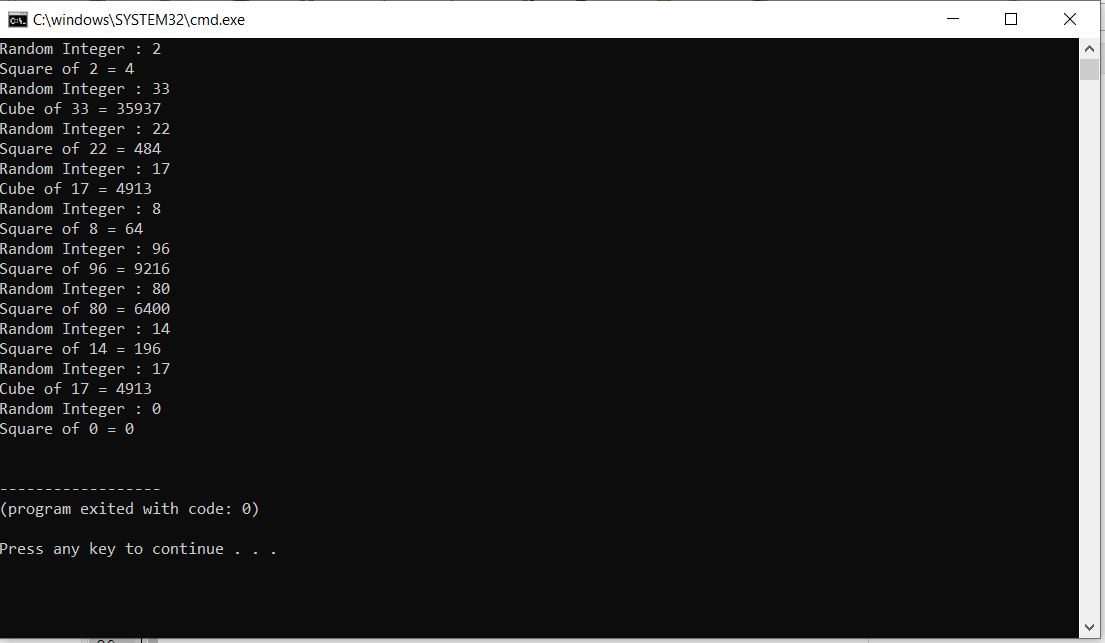 C:\windows\SYSTEM32\cmd.exe
Random Integer : 2
Square of 2 = 4
Random Integer : 33
Cube of 33 = 35937
Random Integer : 22
Square of 22 = 484
Random Integer : 17
Cube of 17 = 4913
Random Integer : 8
Square of 8 = 64
Random Integer : 96
Square of 96 = 9216
Random Integer : 80
Square of 80 = 6400
Random Integer : 14
Square of 14 = 196
Random Integer : 17
Cube of 17 = 4913
Random Integer : 0
Square of 0 = 0
------------------
(program exited with code: 0)
Press any key to continue . . .